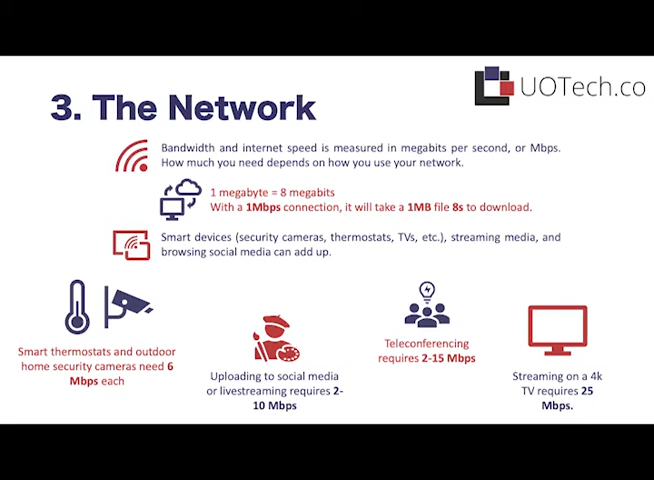 UOTech.co
3. The Network
Bandwidth and internet speed is measured in megabits per second, or Mbps.
How much you need depends on how you use your network.
1 megabyte = 8 megabits
With a 1Mbps connection, it will take a 1MB file 8s to download.
Smart devices (security cameras, thermostats, TVs, etc.), streaming media, and
browsing social media can add up.
Smart thermostats and outdoor
home security cameras need 6
Mbps each
Uploading to social media
or livestreaming requires 2-
10 Mbps
Teleconferencing
requires 2-15 Mbps
Streaming on a 4k
TV requires 25
Mbps.